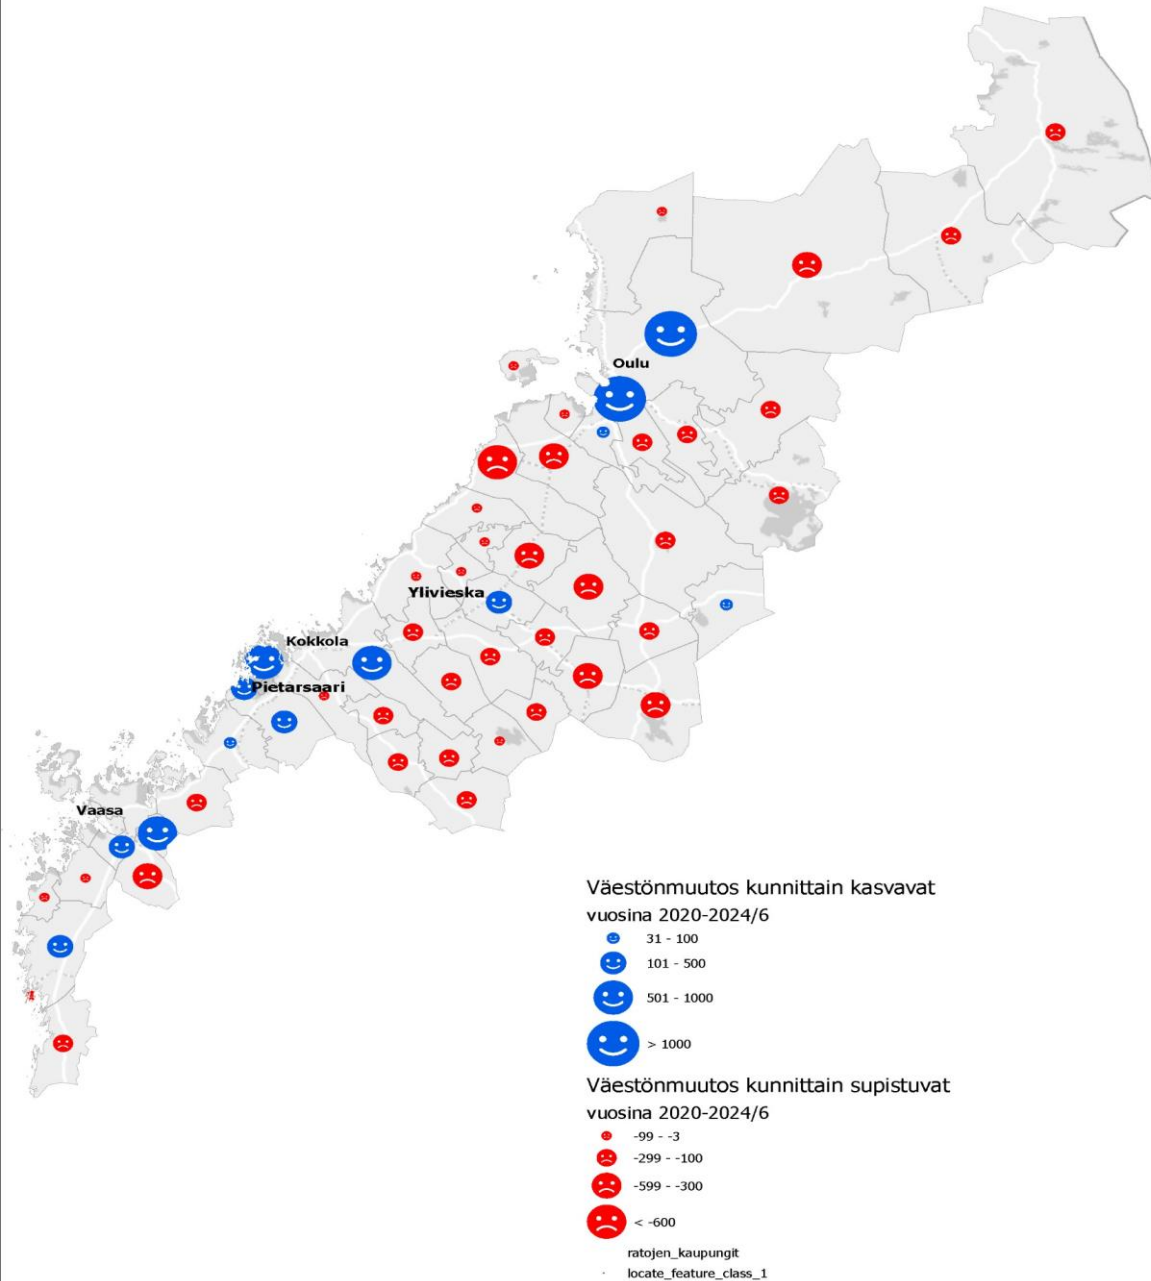 Oulu
Ylivieska
Kokkola
Pietarsaari
Vaasa
Väestönmuutos kunnittain kasvavat
vuosina 2020-2024/6
31 - 100
101 - 500
501 - 1000
> 1000
Väestönmuutos kunnittain supistuvat
vuosina 2020-2024/6
-99 - -3
-299 - -100
-599 - -300
< -600
ratojen_kaupungit
locate_feature_class_1